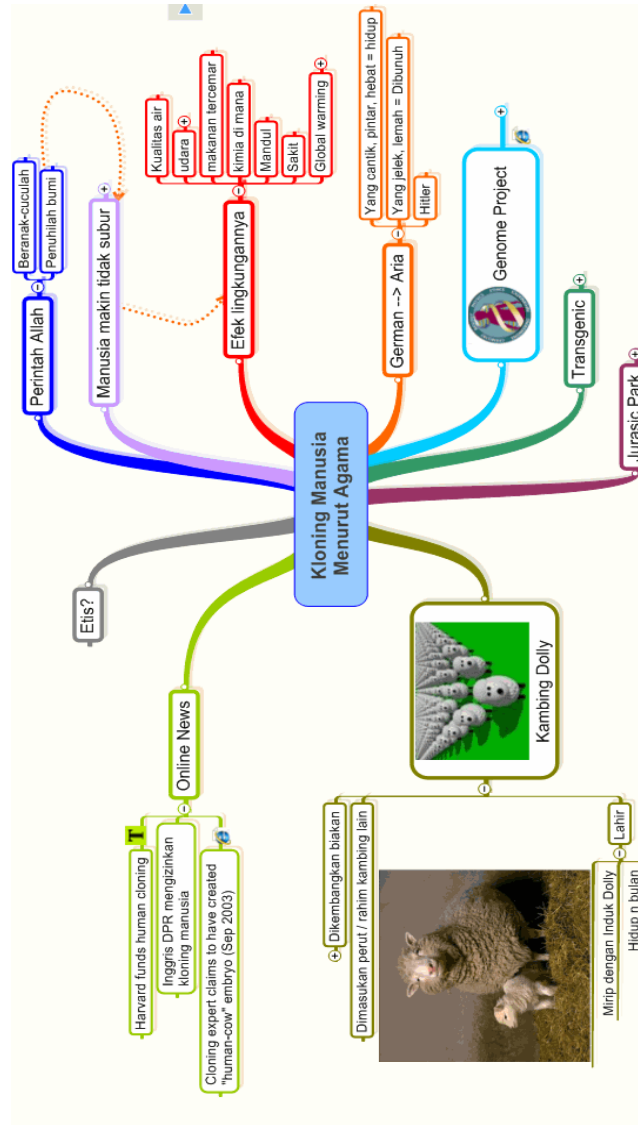 Kloning Manusia
Menurut Agama
Perintah Allah
Beranak-cuculah
Penuhilah bumi
Manusia makin tidak subur
Efek lingkungannya
Kualitas air
udara
makanan tercemar
kimia di mana
Mandul
Sakit
Global warming
German --> Aria
Yang cantik, pintar, hebat = hidup
Yang jelek, lemah = Dibunuh
Hitler
Genome Project
Transgenic
Jurasic Park
Etis?
Online News
Harvard funds human cloning
T
Inggris DPR mengizinkan
kloning manusia
Cloning expert claims to have created
"human-cow" embryo (Sep 2003)
Kambing Dolly
Dikembangkan biakan
Dimasukan perut / rahim kambing lain
Lahir
Mirip dengan Induk Dolly
Hidup n bulan